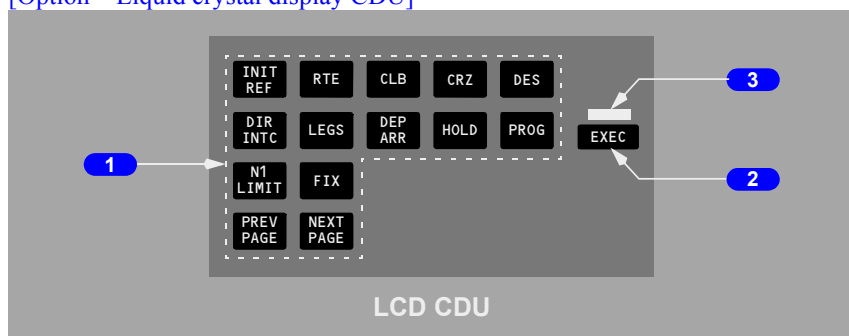 [Option – Liquid crystal display CDU]
INIT REF
RTE
CLB
CRZ
DES
3
DIR INTC
LEGS
DEP ARR
HOLD
PROG
EXEC
1
N1 LIMIT
FIX
2
PREV PAGE
NEXT PAGE
LCD CDU